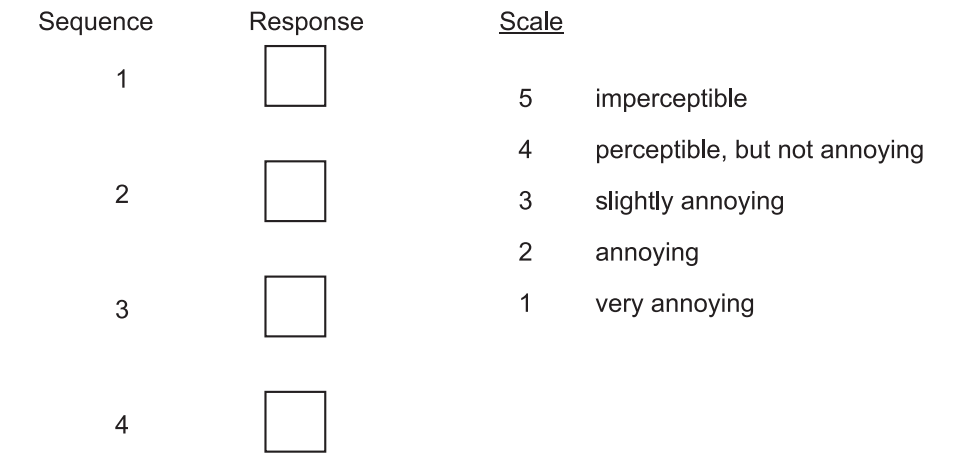 Sequence Response Scale
1
5 imperceptible
4 perceptible, but not annoying
2
3 slightly annoying
2 annoying
3
1 very annoying
4